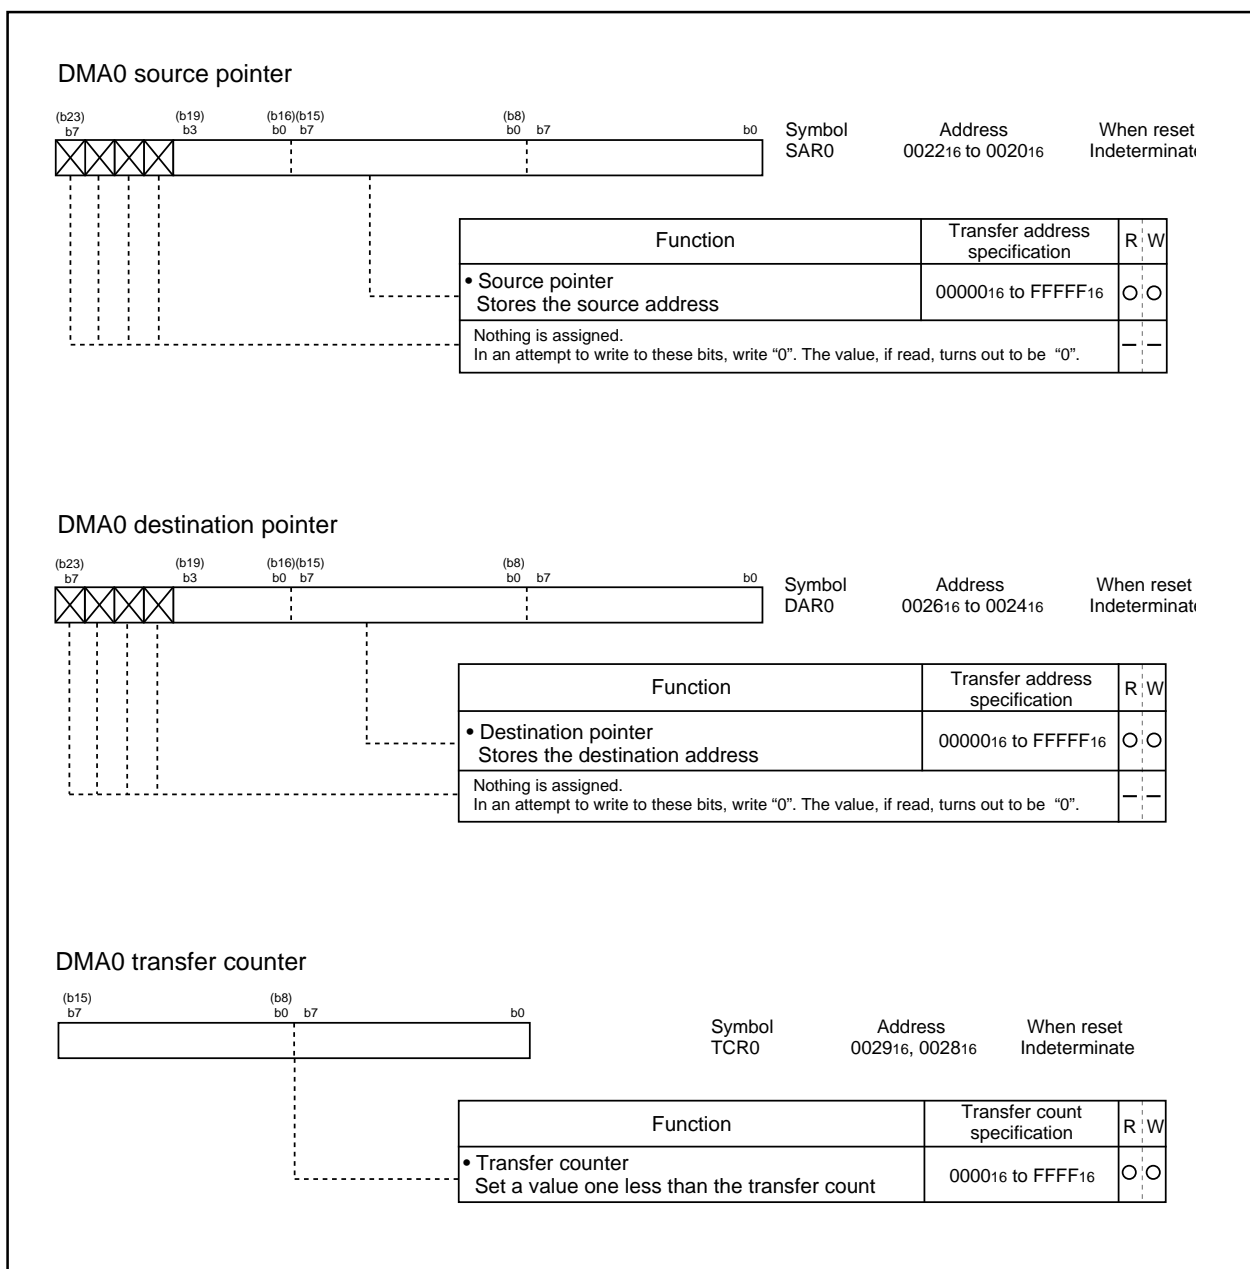 DMA0 source pointer
(b23) (b19) (b16)(b15) (b8)
b7 b3 b0 b7 b0 b7 b0
Symbol Address When reset
SAR0 002216 to 002016 Indeterminate
Function Transfer address specification R W
• Source pointer
Stores the source address 0000016 to FFFFF16
Nothing is assigned.
In an attempt to write to these bits, write “0”. The value, if read, turns out to be “0”.
DMA0 destination pointer
(b23) (b19) (b16)(b15) (b8)
b7 b3 b0 b7 b0 b7 b0
Symbol Address When reset
DAR0 002616 to 002416 Indeterminate
Function Transfer address specification R W
• Destination pointer
Stores the destination address 0000016 to FFFFF16
Nothing is assigned.
In an attempt to write to these bits, write “0”. The value, if read, turns out to be “0”.
DMA0 transfer counter
(b15) (b8)
b7 b0 b7 b0
Symbol Address When reset
TCR0 002916, 002816 Indeterminate
Function Transfer count specification R W
• Transfer counter
Set a value one less than the transfer count 000016 to FFFF16